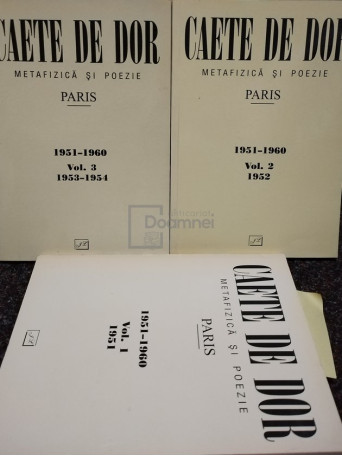 CAETE DE DOR
METAFIZICĂ ȘI POEZIE
PARIS
1951-1960
Vol. 3
1953-1954
CAETE DE DOR
METAFIZICĂ ȘI POEZIE
PARIS
1951-1960
Vol. 2
1952
Doamnei
CAETE DE DOR
METAFIZICĂ ȘI POEZIE
PARIS
1951-1960
Vol. 1
1951